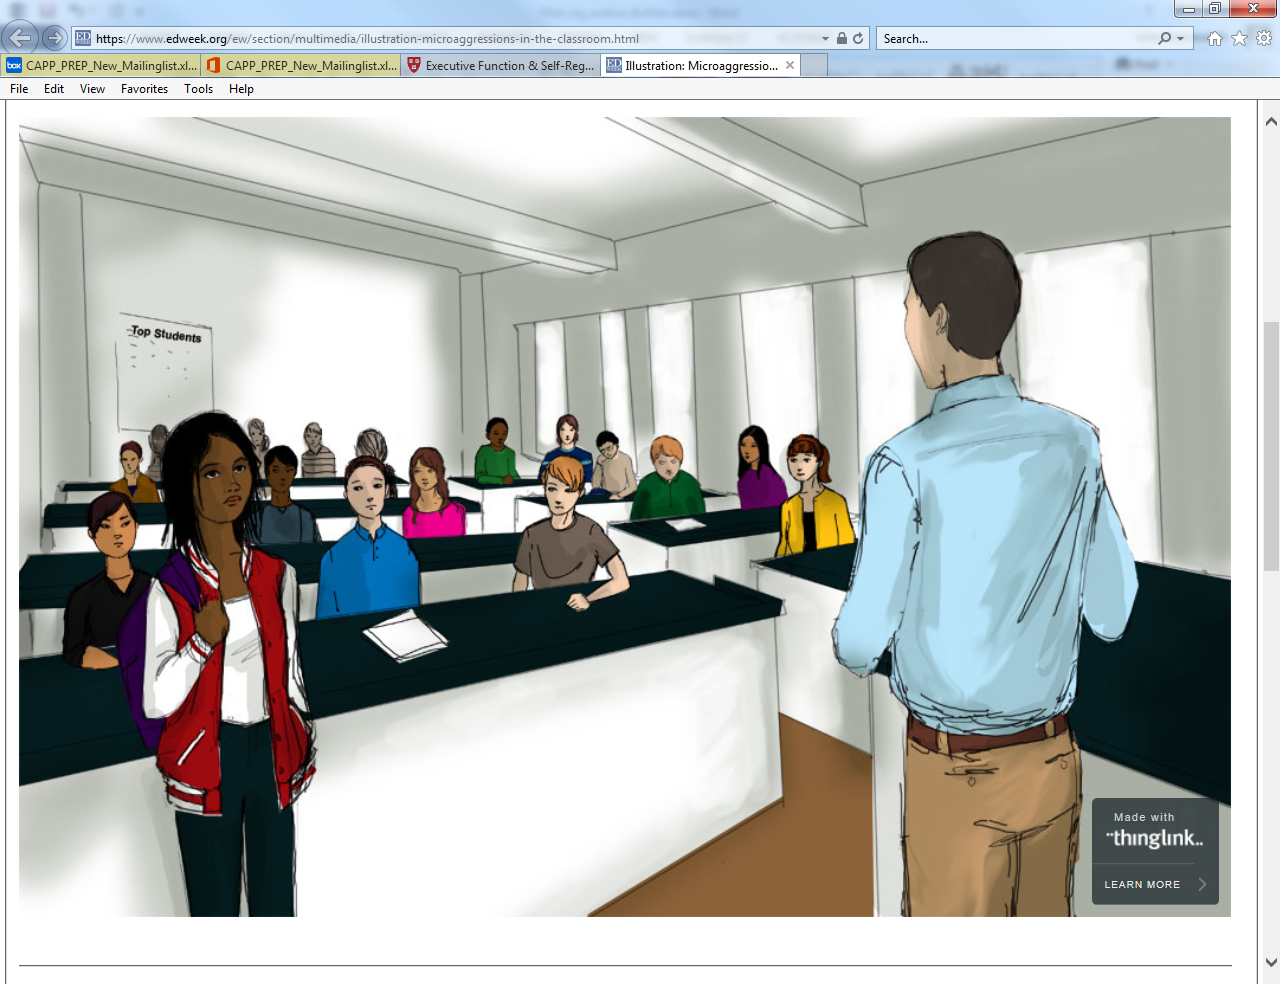 https://www.edweek.org/ew/section/multimedia/illustration-microaggressions-in-the-classroom.html
Search...
CAPP_PREP_New_Mailinglist.xl...
CAPP_PREP_New_Mailinglist.xl...
Executive Function & Self-Reg...
Illustration: Microaggressio...
File Edit View Favorites Tools Help
Top Students
Made with
thinglink..
LEARN MORE